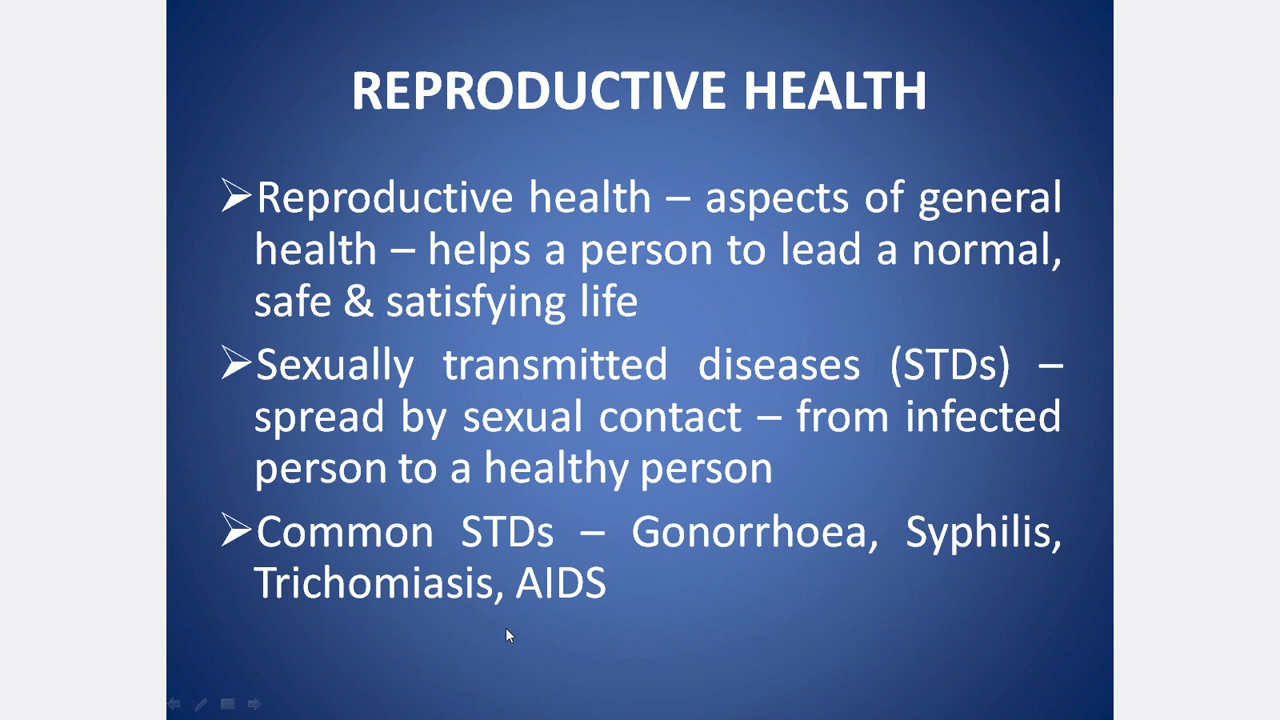 REPRODUCTIVE HEALTH
➢Reproductive health – aspects of general
health – helps a person to lead a normal,
safe & satisfying life
➢Sexually transmitted diseases (STDs) –
spread by sexual contact – from infected
person to a healthy person
➢Common STDs – Gonorrhoea, Syphilis,
Trichomiasis, AIDS